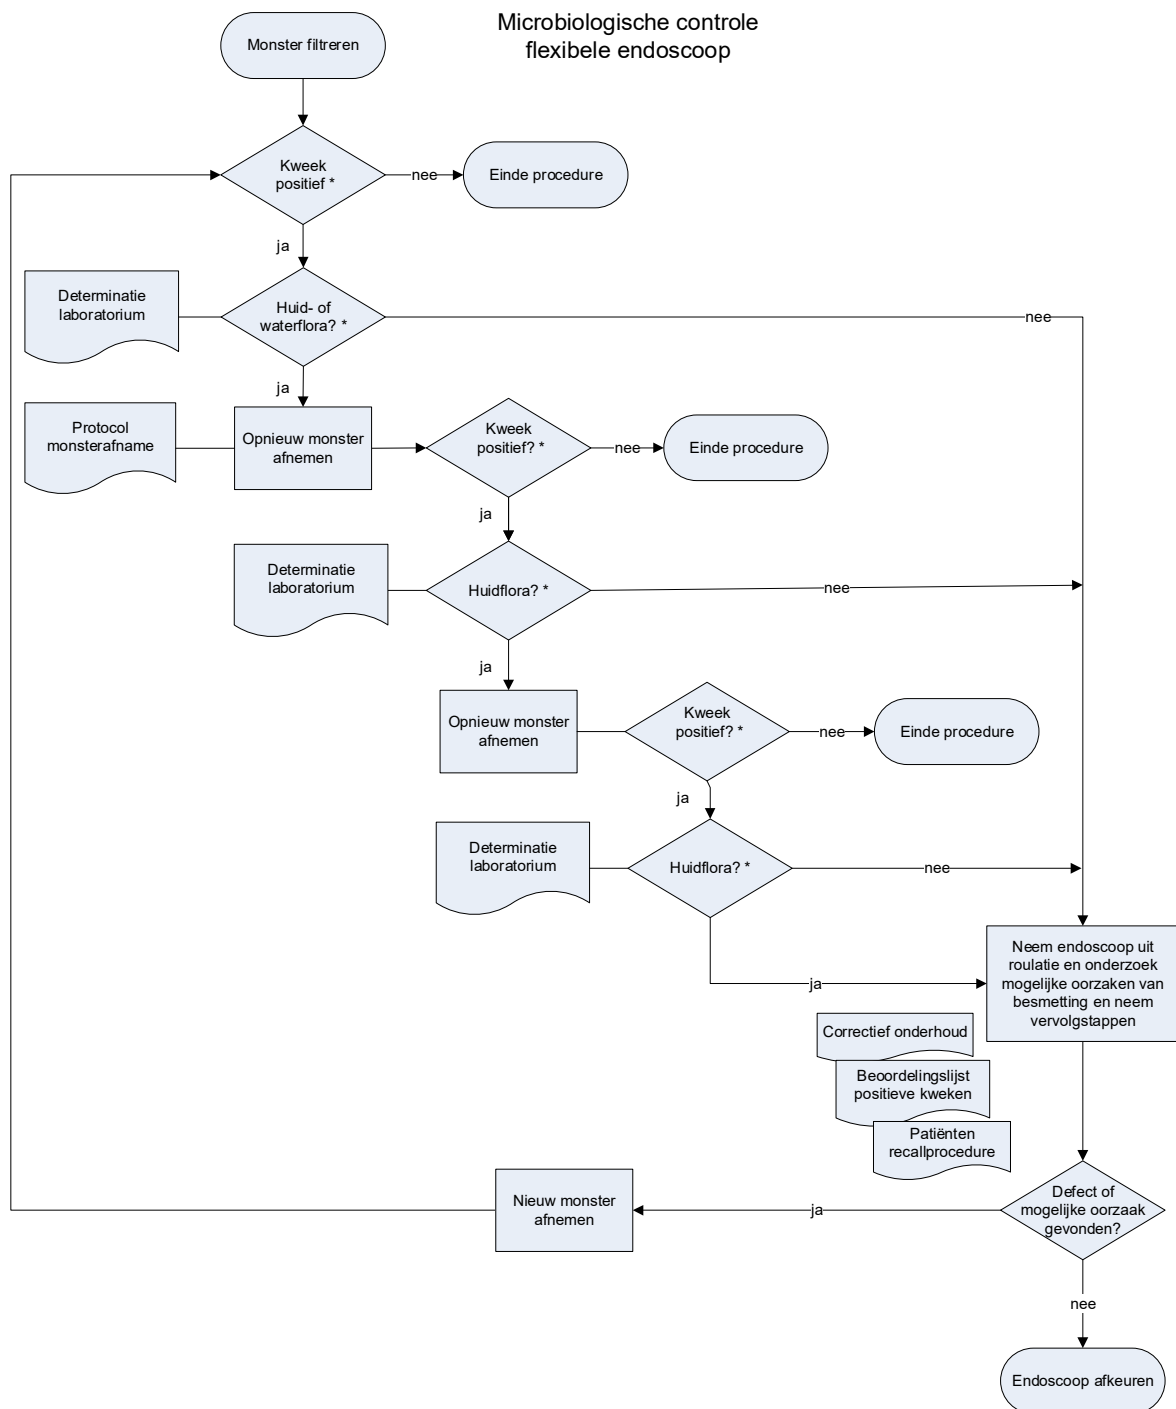 Microbiologische controle
flexibele endoscoop
Monster filtreren
Kweek
positief *
nee
Einde procedure
ja
Determinatie
laboratorium
Huid- of
waterflora? *
nee
ja
Protocol
monsterafname
Opnieuw monster
afnemen
Kweek
positief? *
nee
Einde procedure
ja
Determinatie
laboratorium
Huidflora? *
nee
ja
Opnieuw monster
afnemen
Kweek
positief? *
nee
Einde procedure
ja
Determinatie
laboratorium
Huidflora? *
nee
ja
Neem endoscoop uit
roulatie en onderzoek
mogelijke oorzaken van
besmetting en neem
vervolgstappen
Correctief onderhoud
Beoordelingslijst
positieve kweken
Patiënten
recallprocedure
Nieuw monster
afnemen
ja
Defect of
mogelijke oorzaak
gevonden?
nee
Endoscoop afkeuren